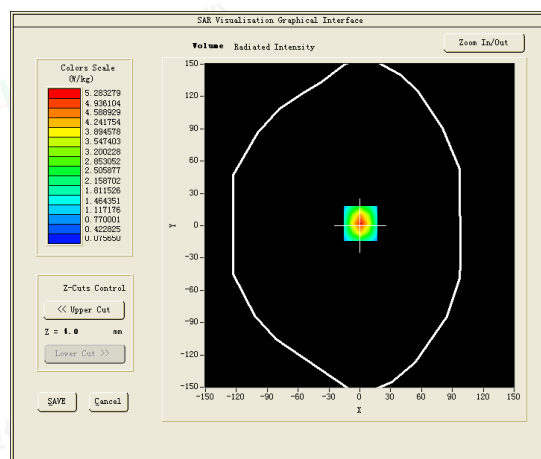 SAR Visualisation Graphical Interface
Volume Radiated Intensity
Zoom In/Out
Colors Scale
(W/kg)
5.283279
4.936104
4.588929
4.241754
3.894578
3.547403
3.200228
2.853052
2.505877
2.158702
1.811526
1.464351
1.117176
0.770001
0.422825
0.075650
150
120
90
60
30
0
-30
-60
-90
-120
-150
Y
-150 -120 -90 -60 -30 0 30 60 90 120 150
X
Z-Cuts Control
<< Upper Cut
Z = 4.0 mm
Lower Cut >>
SAVE
Cancel